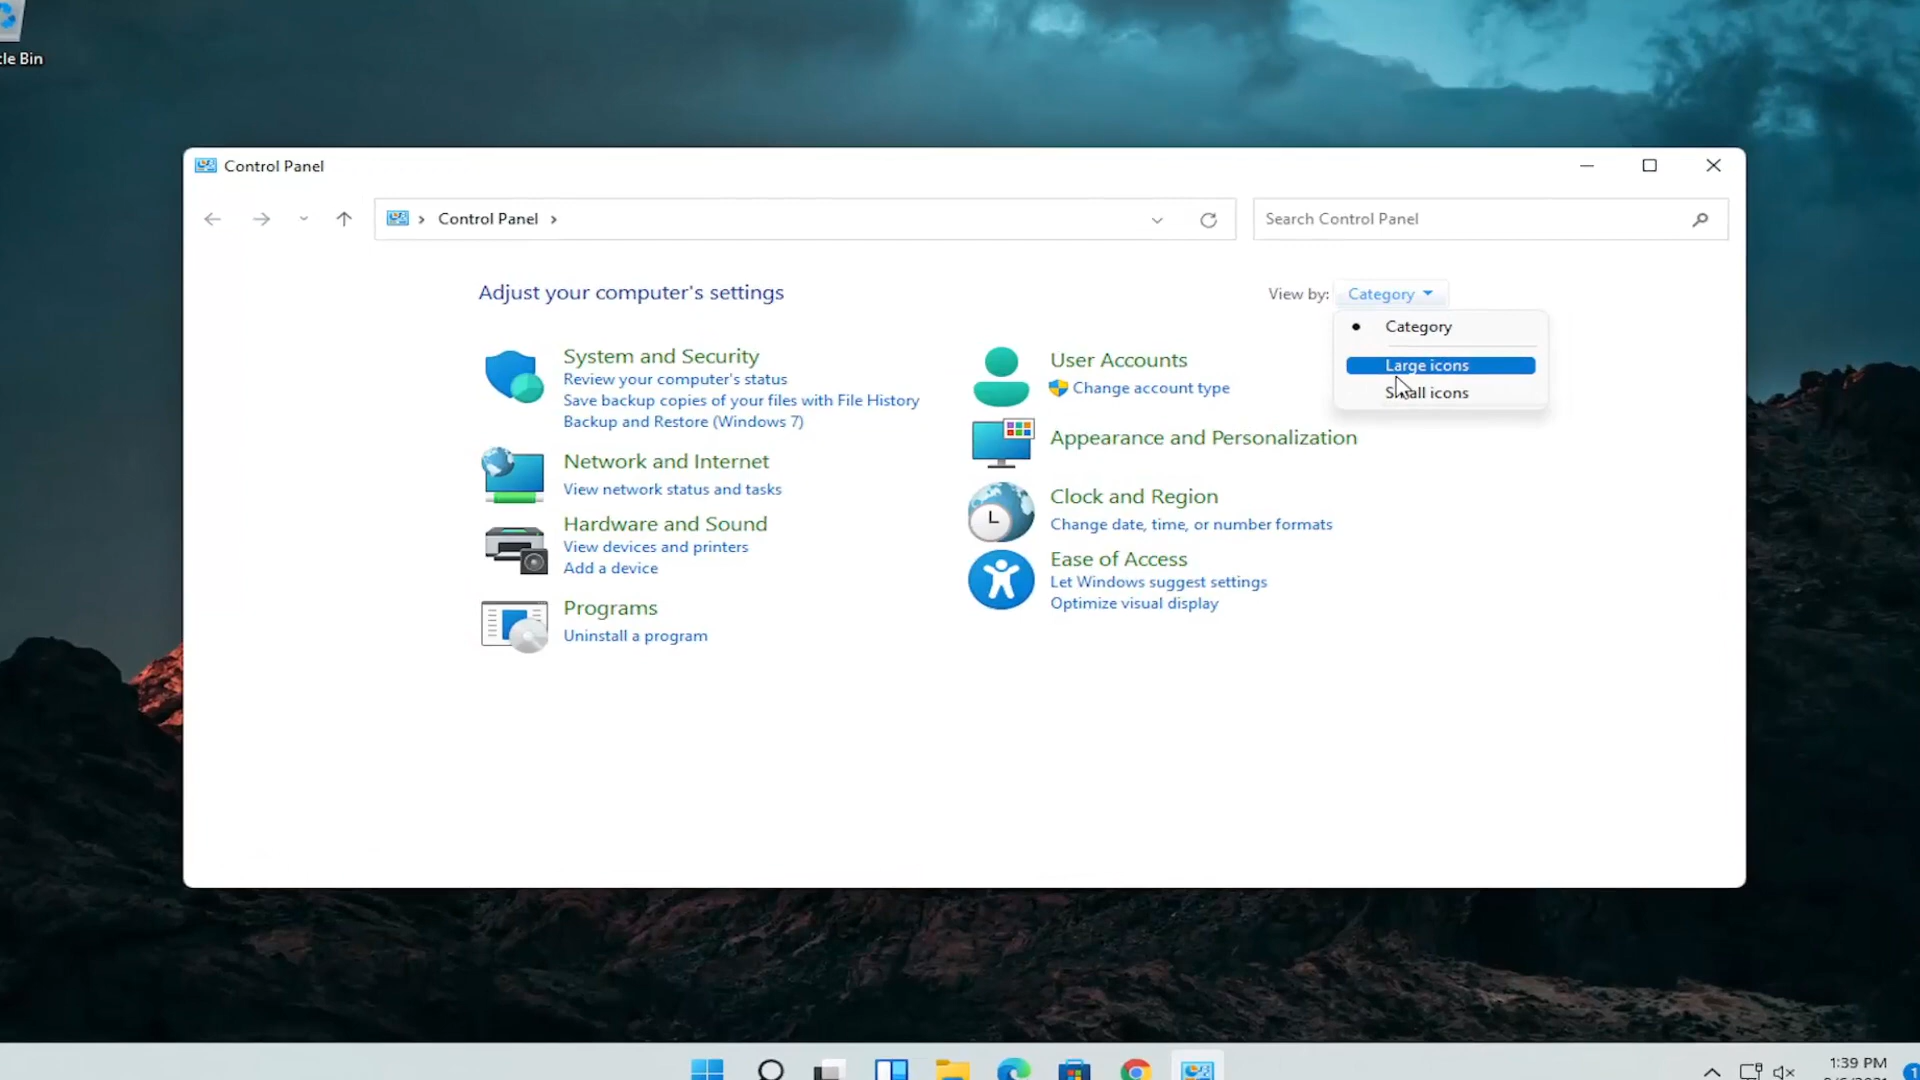 cle Bin
Control Panel
Control Panel
Search Control Panel
Adjust your computer's settings
View by: Category
Category
Large icons
Small icons
System and Security
Review your computer's status
Save backup copies of your files with File History
Backup and Restore (Windows 7)
Network and Internet
View network status and tasks
Hardware and Sound
View devices and printers
Add a device
Programs
Uninstall a program
User Accounts
Change account type
Appearance and Personalization
Clock and Region
Change date, time, or number formats
Ease of Access
Let Windows suggest settings
Optimize visual display
1:39 PM
1